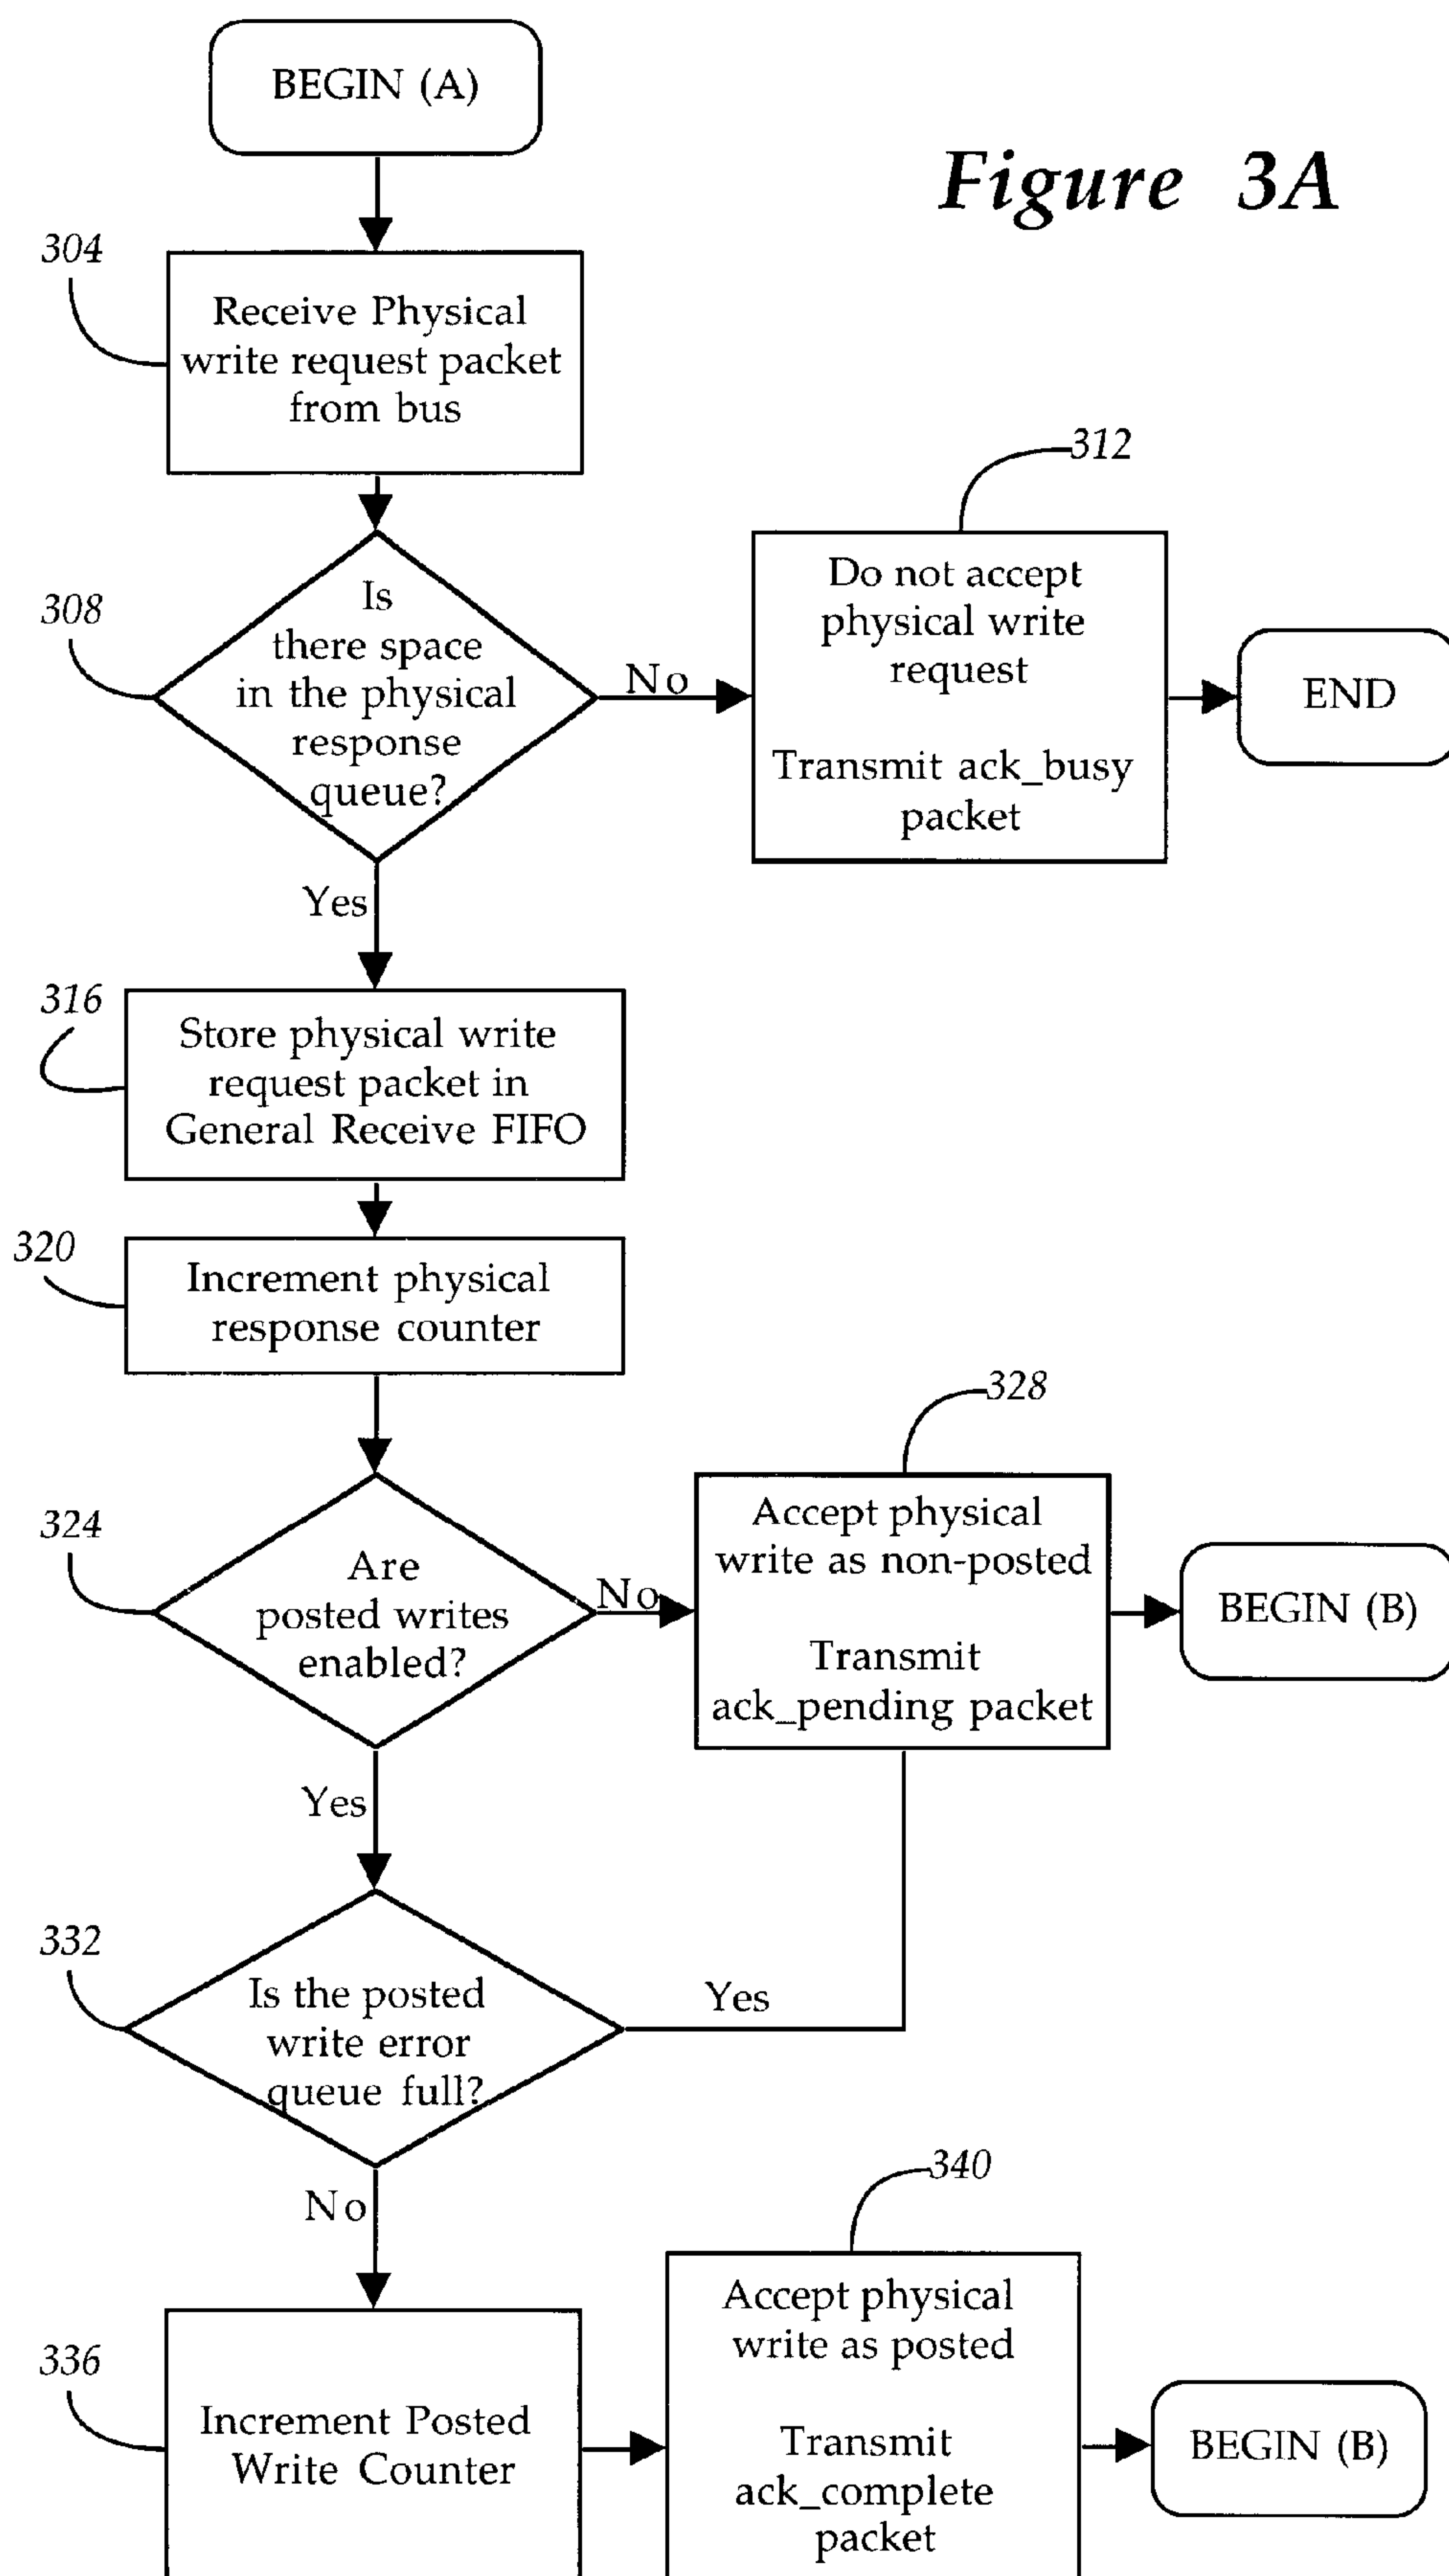 BEGIN (A)
Figure 3A
304
Receive Physical
write request packet
from bus
308
Is
there space
in the physical
response
queue?
No
312
Do not accept
physical write
request
Transmit ack_busy
packet
END
Yes
316
Store physical write
request packet in
General Receive FIFO
320
Increment physical
response counter
324
Are
posted writes
enabled?
No
328
Accept physical
write as non-posted
Transmit
ack_pending packet
BEGIN (B)
Yes
332
Is the posted
write error
queue full?
Yes
No
336
Increment Posted
Write Counter
340
Accept physical
write as posted
Transmit
ack_complete
packet
BEGIN (B)